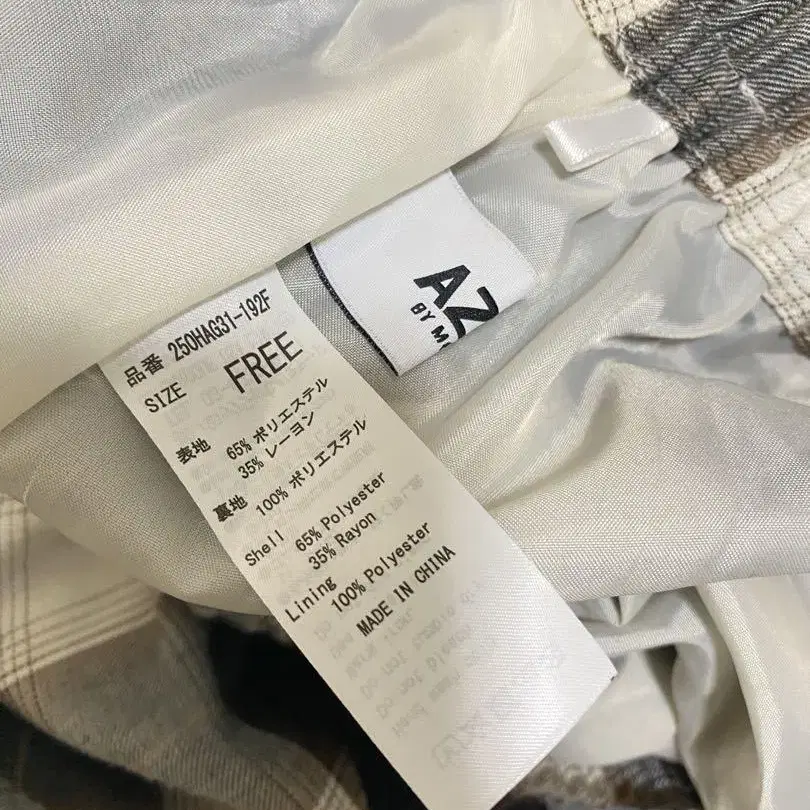 AZ
BY M
品番 250HAG31-192F
SIZE FREE
表地 65% ポリエステル
35% レーヨン
裏地 100% ポリエステル
Shell 65% Polyester
35% Rayon
Lining 100% Polyester
MADE IN CHINA